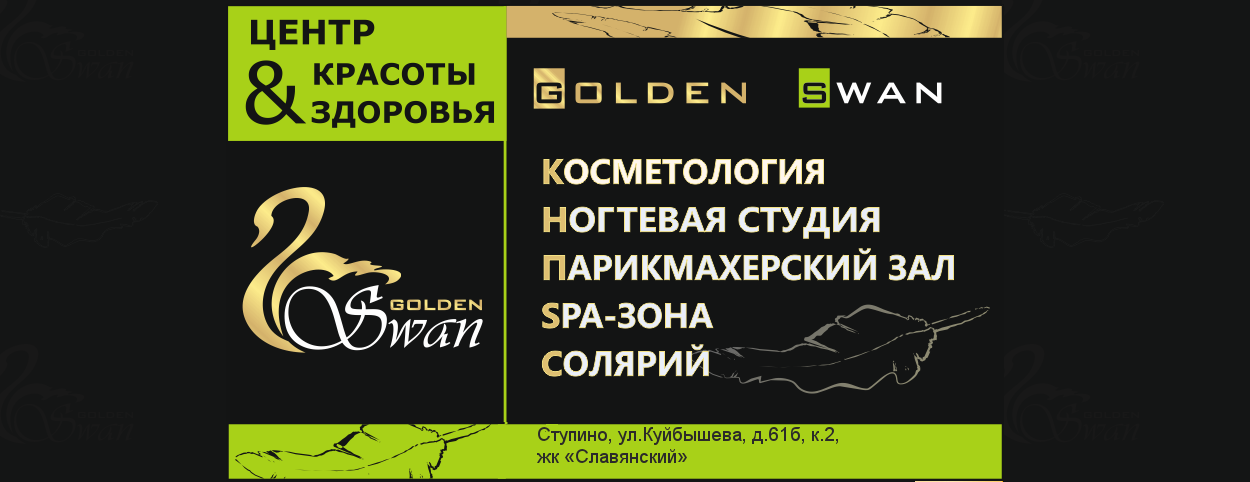 ЦЕНТР
& КРАСОТЫ
ЗДОРОВЬЯ
GOLDEN SWAN
GOLDEN
Swan
КОСМЕТОЛОГИЯ
НОГТЕВАЯ СТУДИЯ
ПАРИКМАХЕРСКИЙ ЗАЛ
SPA-ЗОНА
СОЛЯРИЙ
Ступино, ул.Куйбышева, д.61б, к.2,
жк «Славянский»